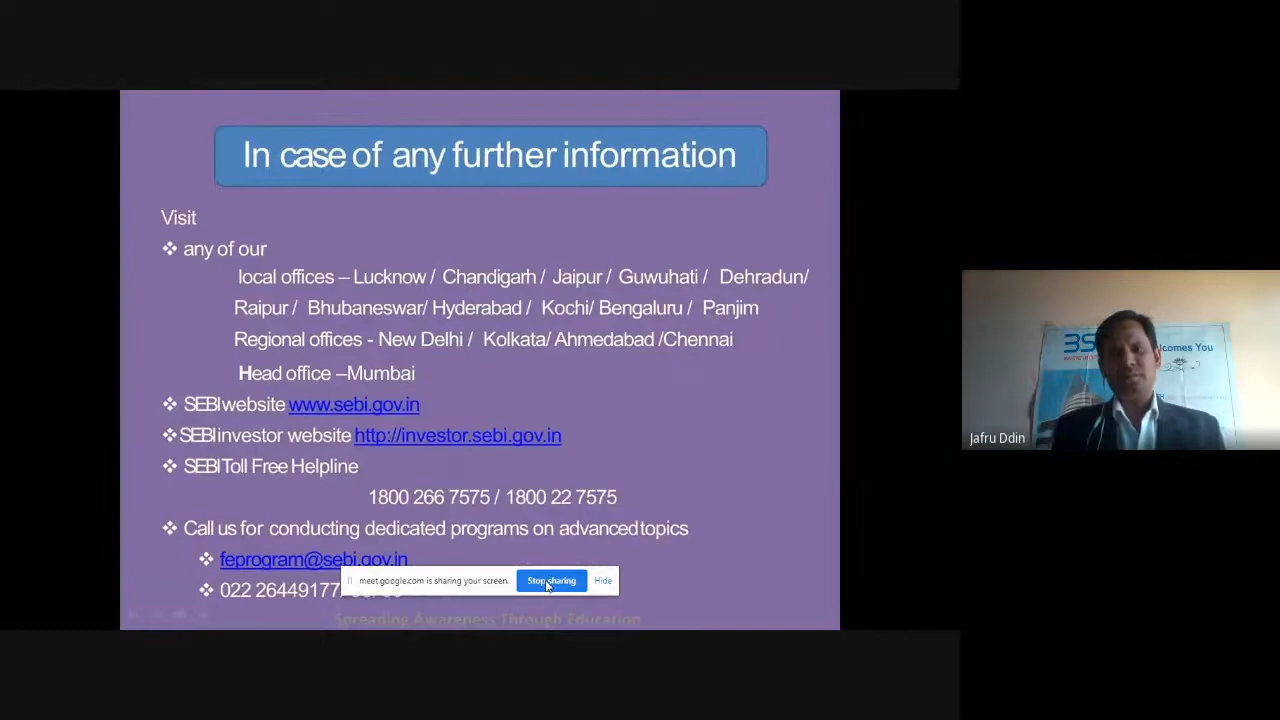 In case of any further information
Visit
❖ any of our
local offices – Lucknow / Chandigarh / Jaipur / Guwuhati / Dehradun/
Raipur / Bhubaneswar/ Hyderabad / Kochi/ Bengaluru / Panjim
Regional offices - New Delhi / Kolkata/ Ahmedabad /Chennai
Head office –Mumbai
❖ SEBI website www.sebi.gov.in
❖ SEBI investor website http://investor.sebi.gov.in
❖ SEBI Toll Free Helpline
1800 266 7575 / 1800 22 7575
❖ Call us for conducting dedicated programs on advanced topics
❖ feprogram@sebi.gov.in
meet.google.com is sharing your screen. Stop sharing Hide
❖ 022 26449177
Spreading Awareness Through Education
lcomes You
Jafru Ddin